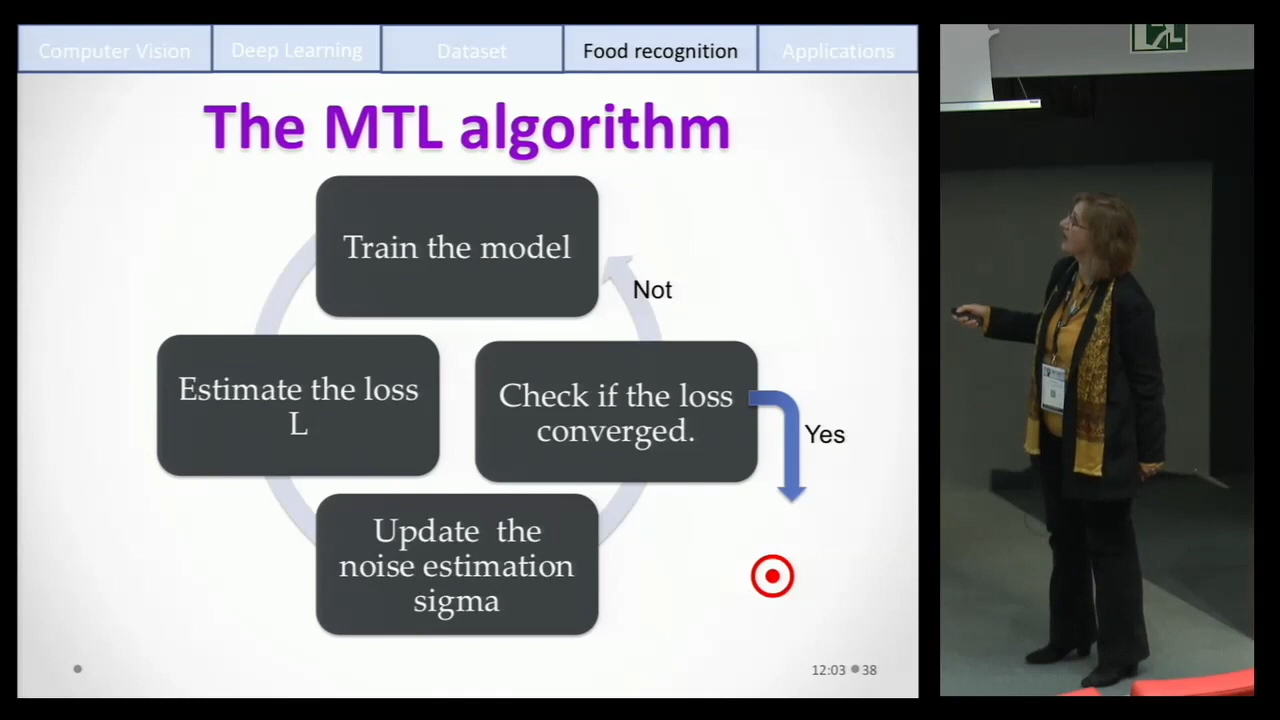 Computer Vision
Deep Learning
Dataset
Food recognition
Applications
The MTL algorithm
Train the model
Not
Estimate the loss
L
Check if the loss
converged.
Yes
Update the
noise estimation
sigma
12:03
38